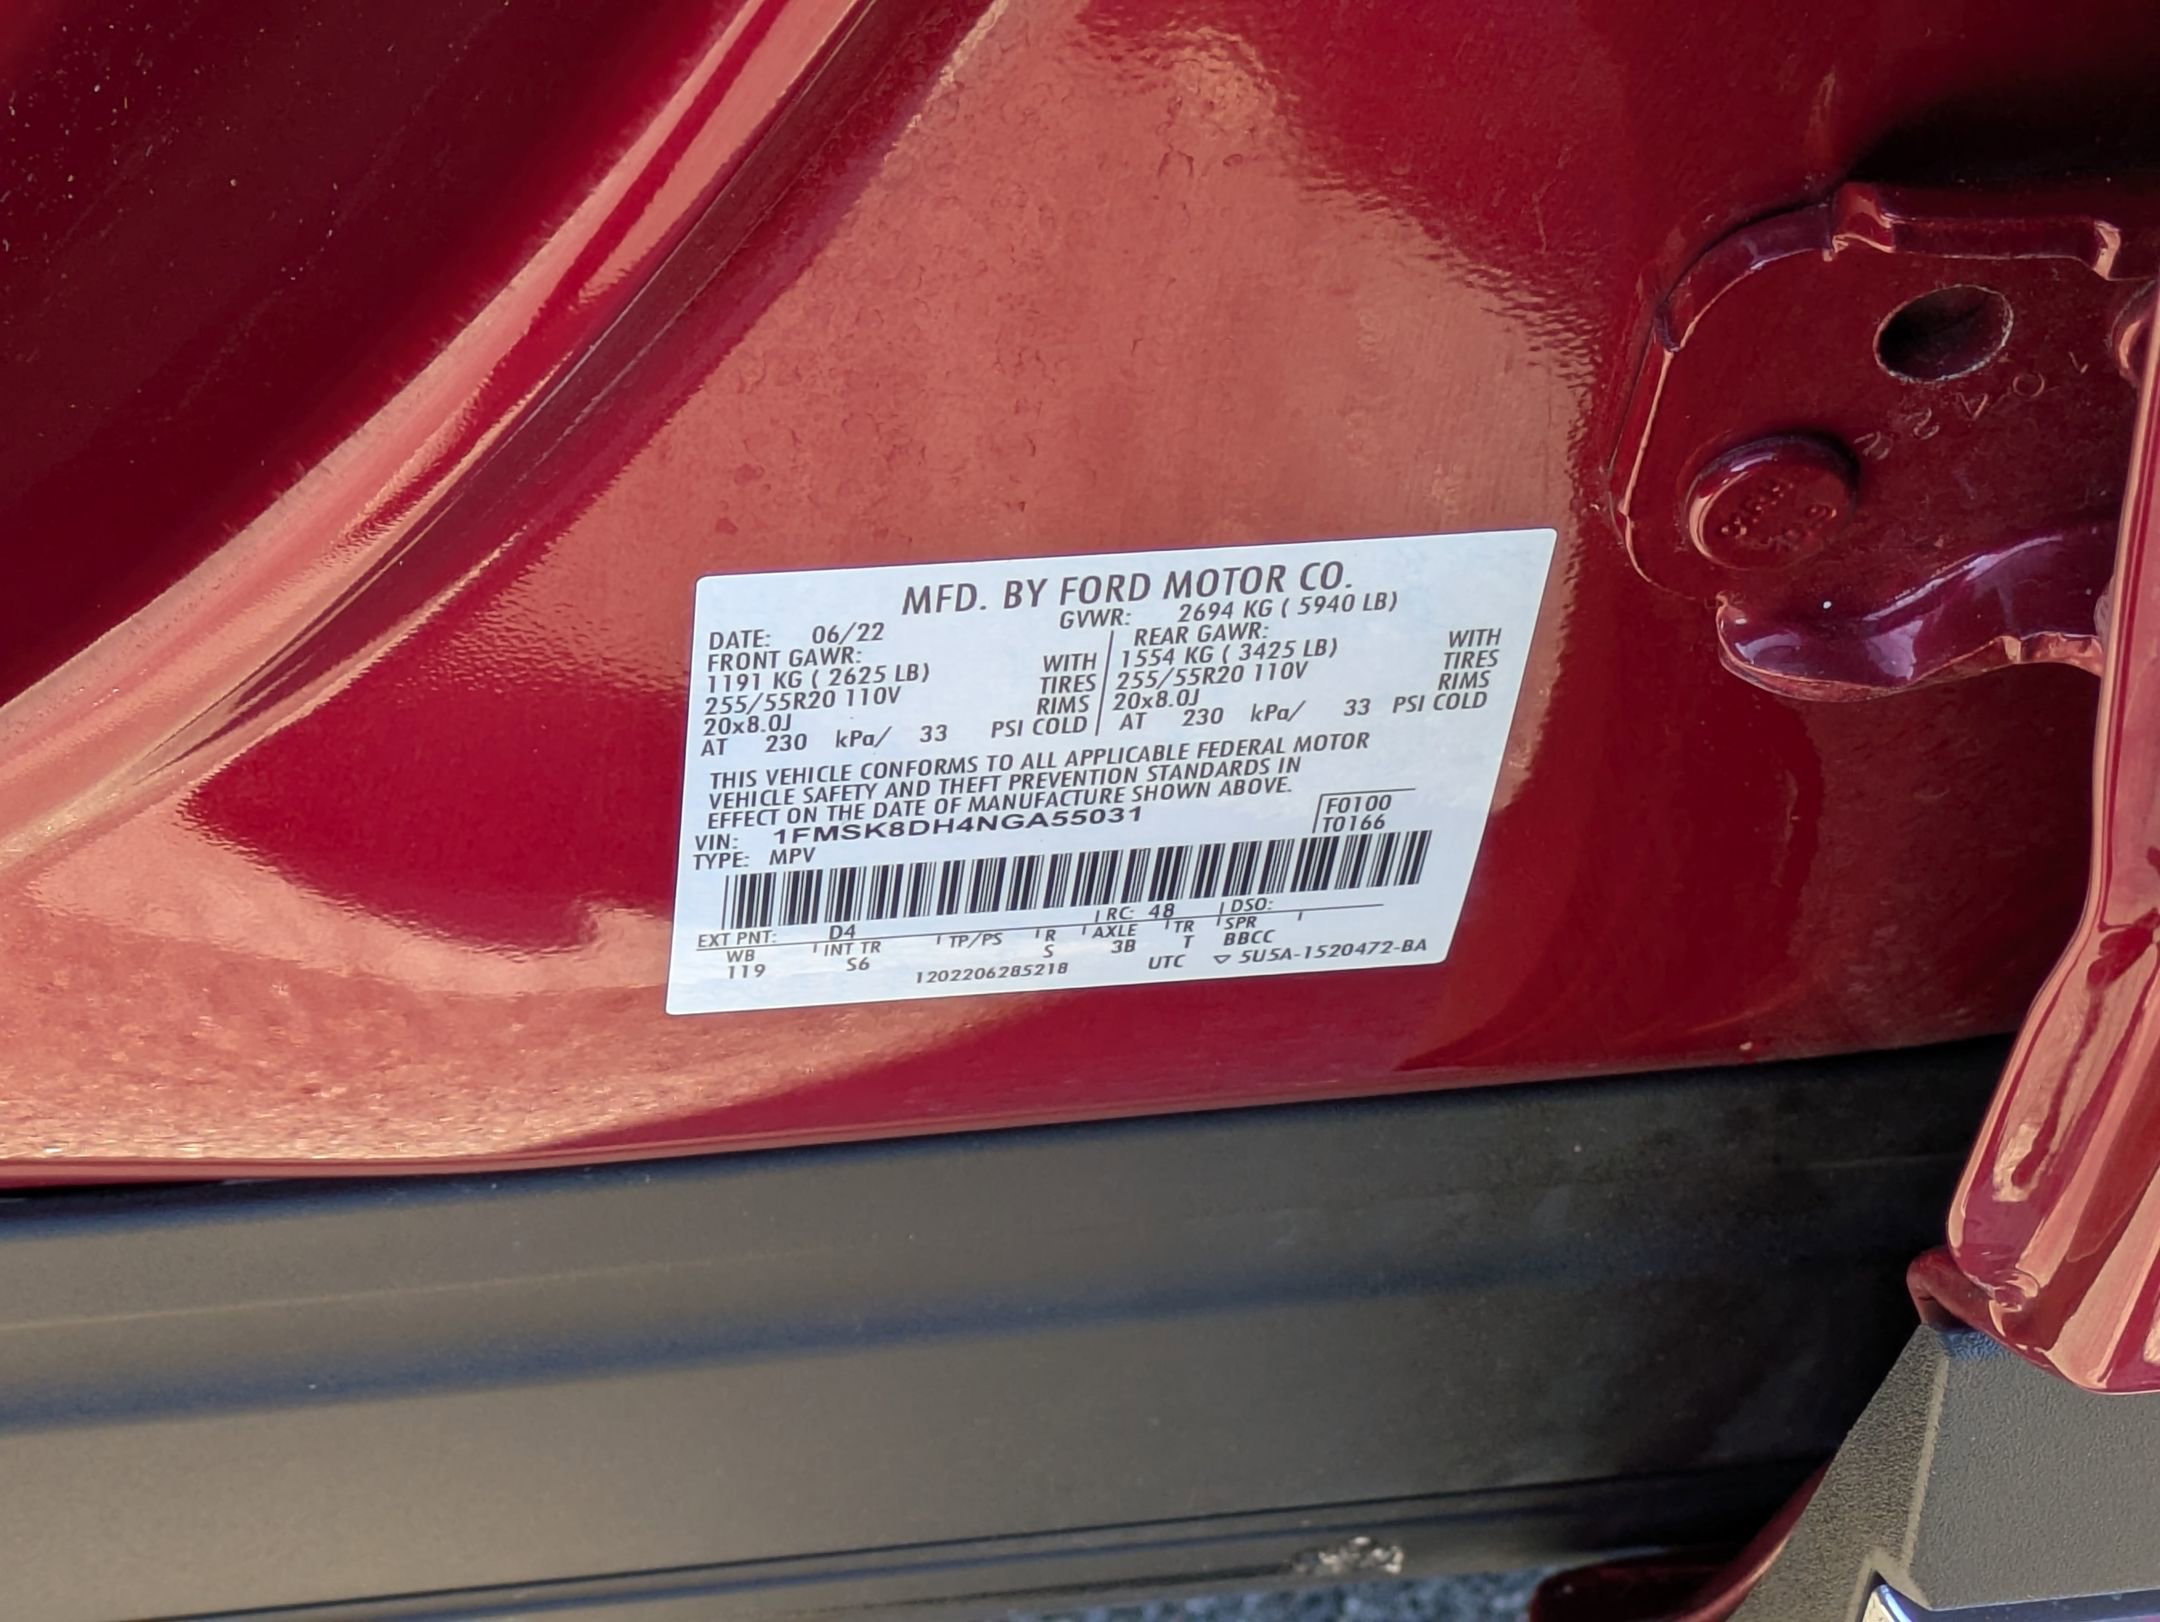 MFD. BY FORD MOTOR CO.
DATE: 06/22 GVWR: 2694 KG ( 5940 LB)
FRONT GAWR: REAR GAWR:
1191 KG ( 2625 LB) WITH 1554 KG ( 3425 LB) WITH
255/55R20 110V TIRES 255/55R20 110V TIRES
20x8.0J RIMS 20x8.0J RIMS
AT 230 kPa/ 33 PSI COLD AT 230 kPa/ 33 PSI COLD
THIS VEHICLE CONFORMS TO ALL APPLICABLE FEDERAL MOTOR
VEHICLE SAFETY AND THEFT PREVENTION STANDARDS IN
EFFECT ON THE DATE OF MANUFACTURE SHOWN ABOVE.
VIN: 1FMSK8DH4NGA55031 F0100
TYPE: MPV T0166
EXT PNT: D4 RC: 48 DSO:
WB INT TR TP/PS R AXLE TR SPR
119 S6 S 3B T BBCC
1202206285218 UTC ▽ 5U5A-1520472-BA